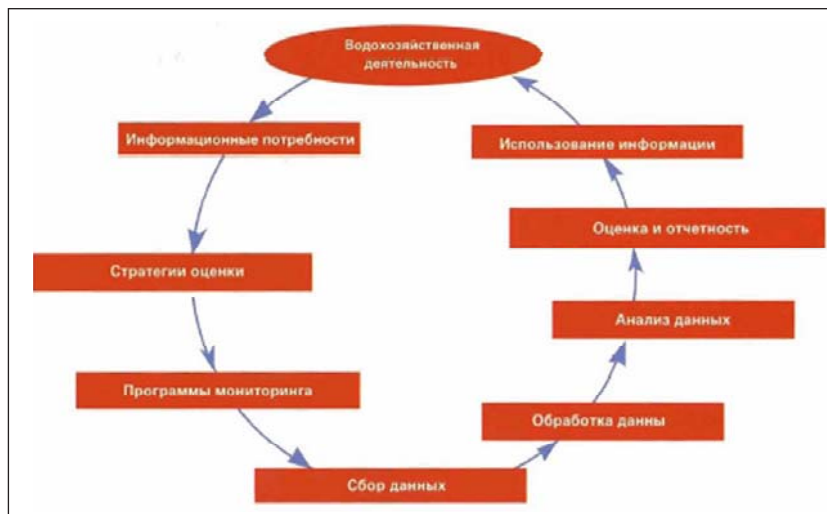 Водохозяйственная
деятельность
Информационные потребности
Стратегии оценки
Программы мониторинга
Сбор данных
Обработка данны
Анализ данных
Оценка и отчетность
Использование информации